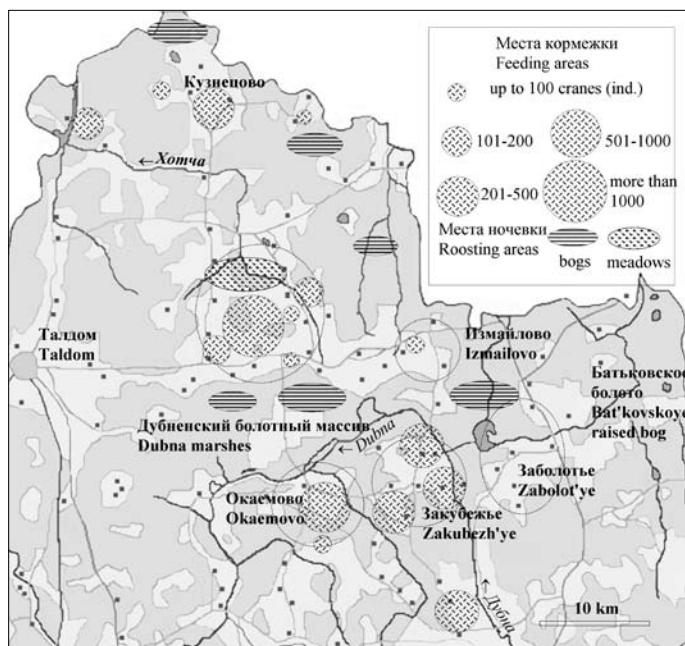 Места кормежки
Feeding areas
up to 100 cranes (ind.)
101-200
501-1000
201-500
more than
1000
Места ночевки
Roosting areas
bogs
meadows
Кузнецово
← Хотча
Талдом
Taldom
Измайлово
Izmailovo
Батьковское
болото
Bat'kovskoye
raised bog
Дубненский болотный массив
Dubna marshes
← Dubna
Окаемово
Okaemovo
Заболотье
Zabolot'ye
Закубежье
Zakubezh'ye
← Дубна
10 km